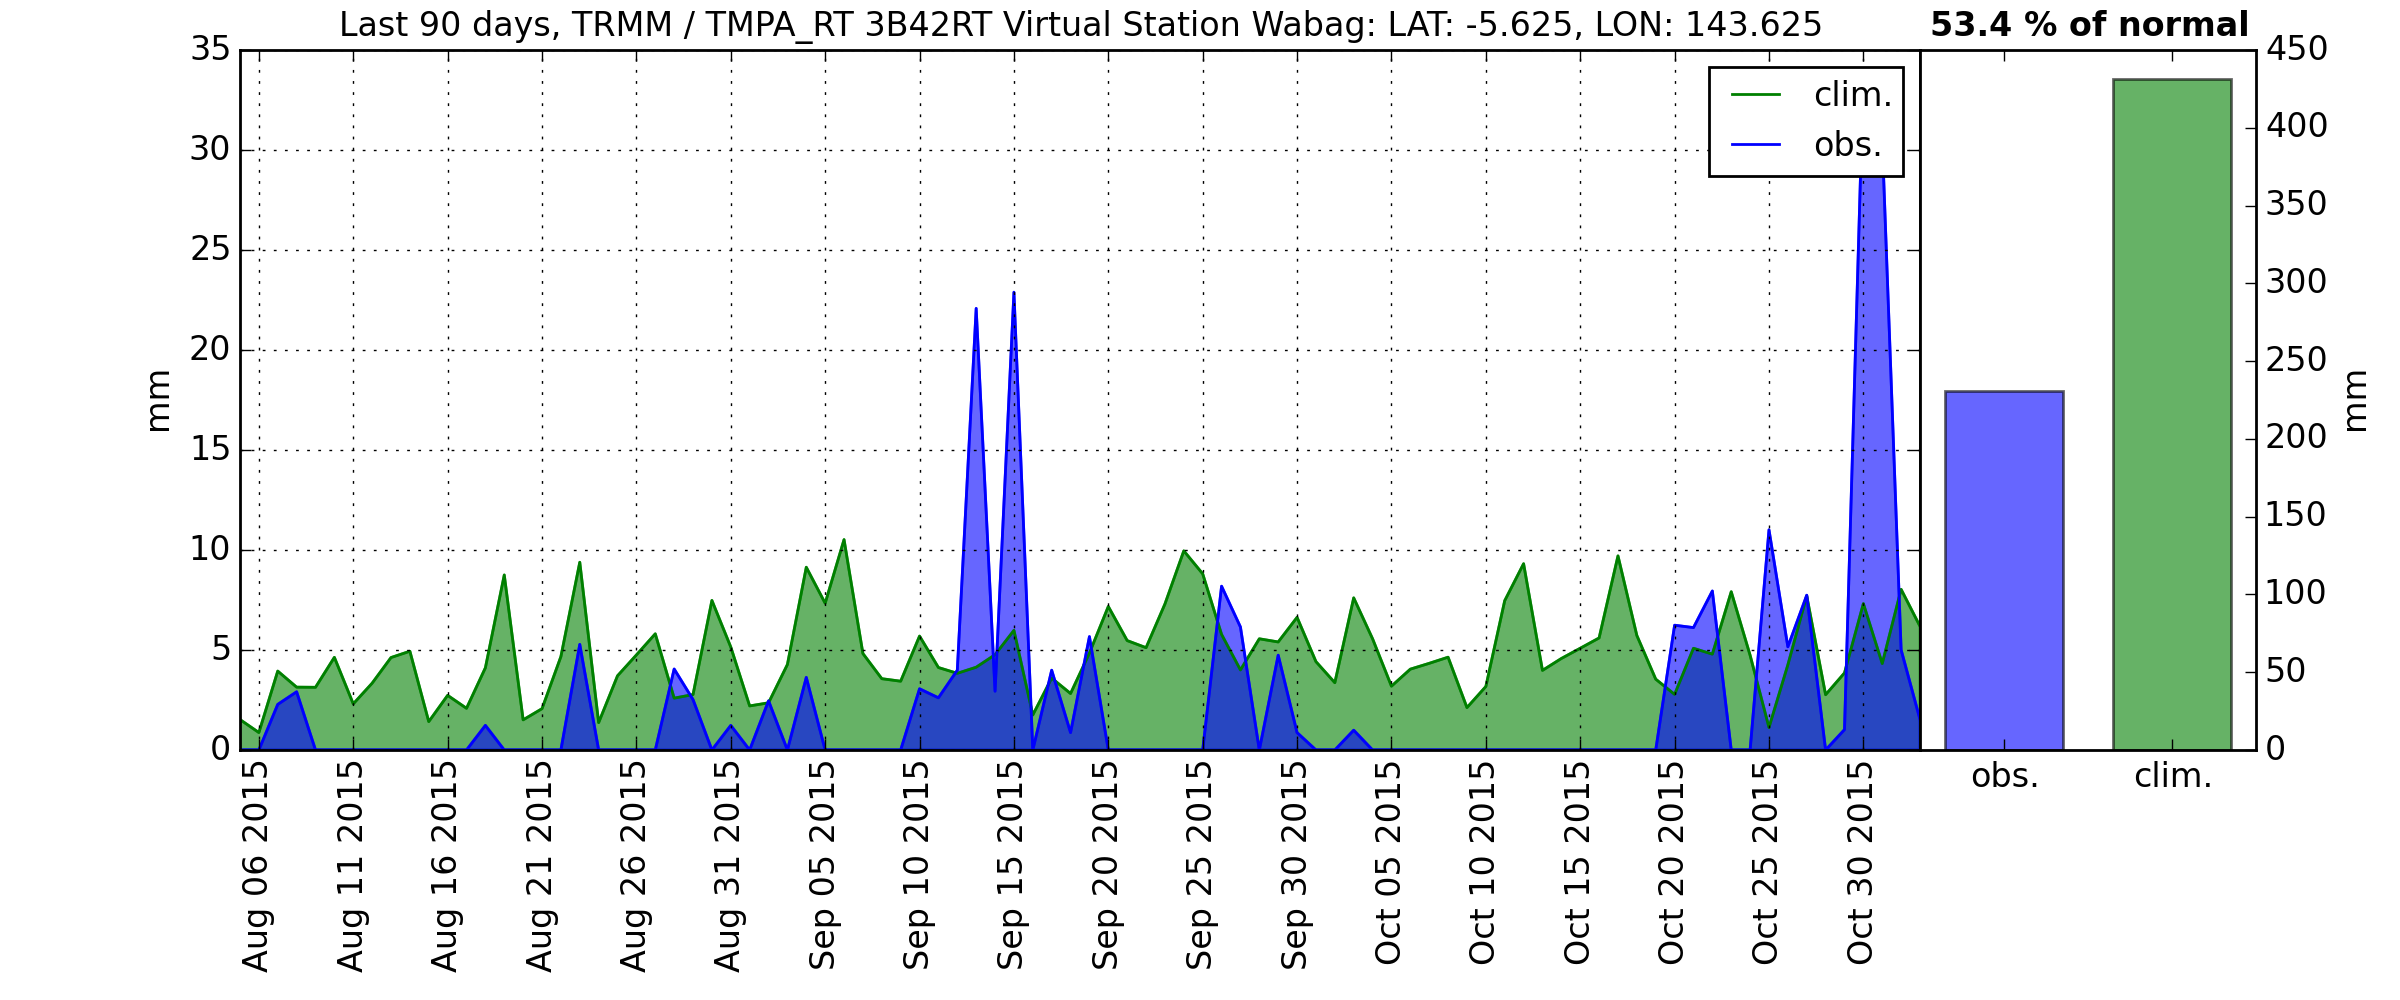 Last 90 days, TRMM / TMPA_RT 3B42RT Virtual Station Wabag: LAT: -5.625, LON: 143.625
53.4 % of normal
35
30
25
20
15
10
5
0
mm
clim.
obs.
Aug 06 2015
Aug 11 2015
Aug 16 2015
Aug 21 2015
Aug 26 2015
Aug 31 2015
Sep 05 2015
Sep 10 2015
Sep 15 2015
Sep 20 2015
Sep 25 2015
Sep 30 2015
Oct 05 2015
Oct 10 2015
Oct 15 2015
Oct 20 2015
Oct 25 2015
Oct 30 2015
450
400
350
300
250
200
150
100
50
0
mm
obs.
clim.